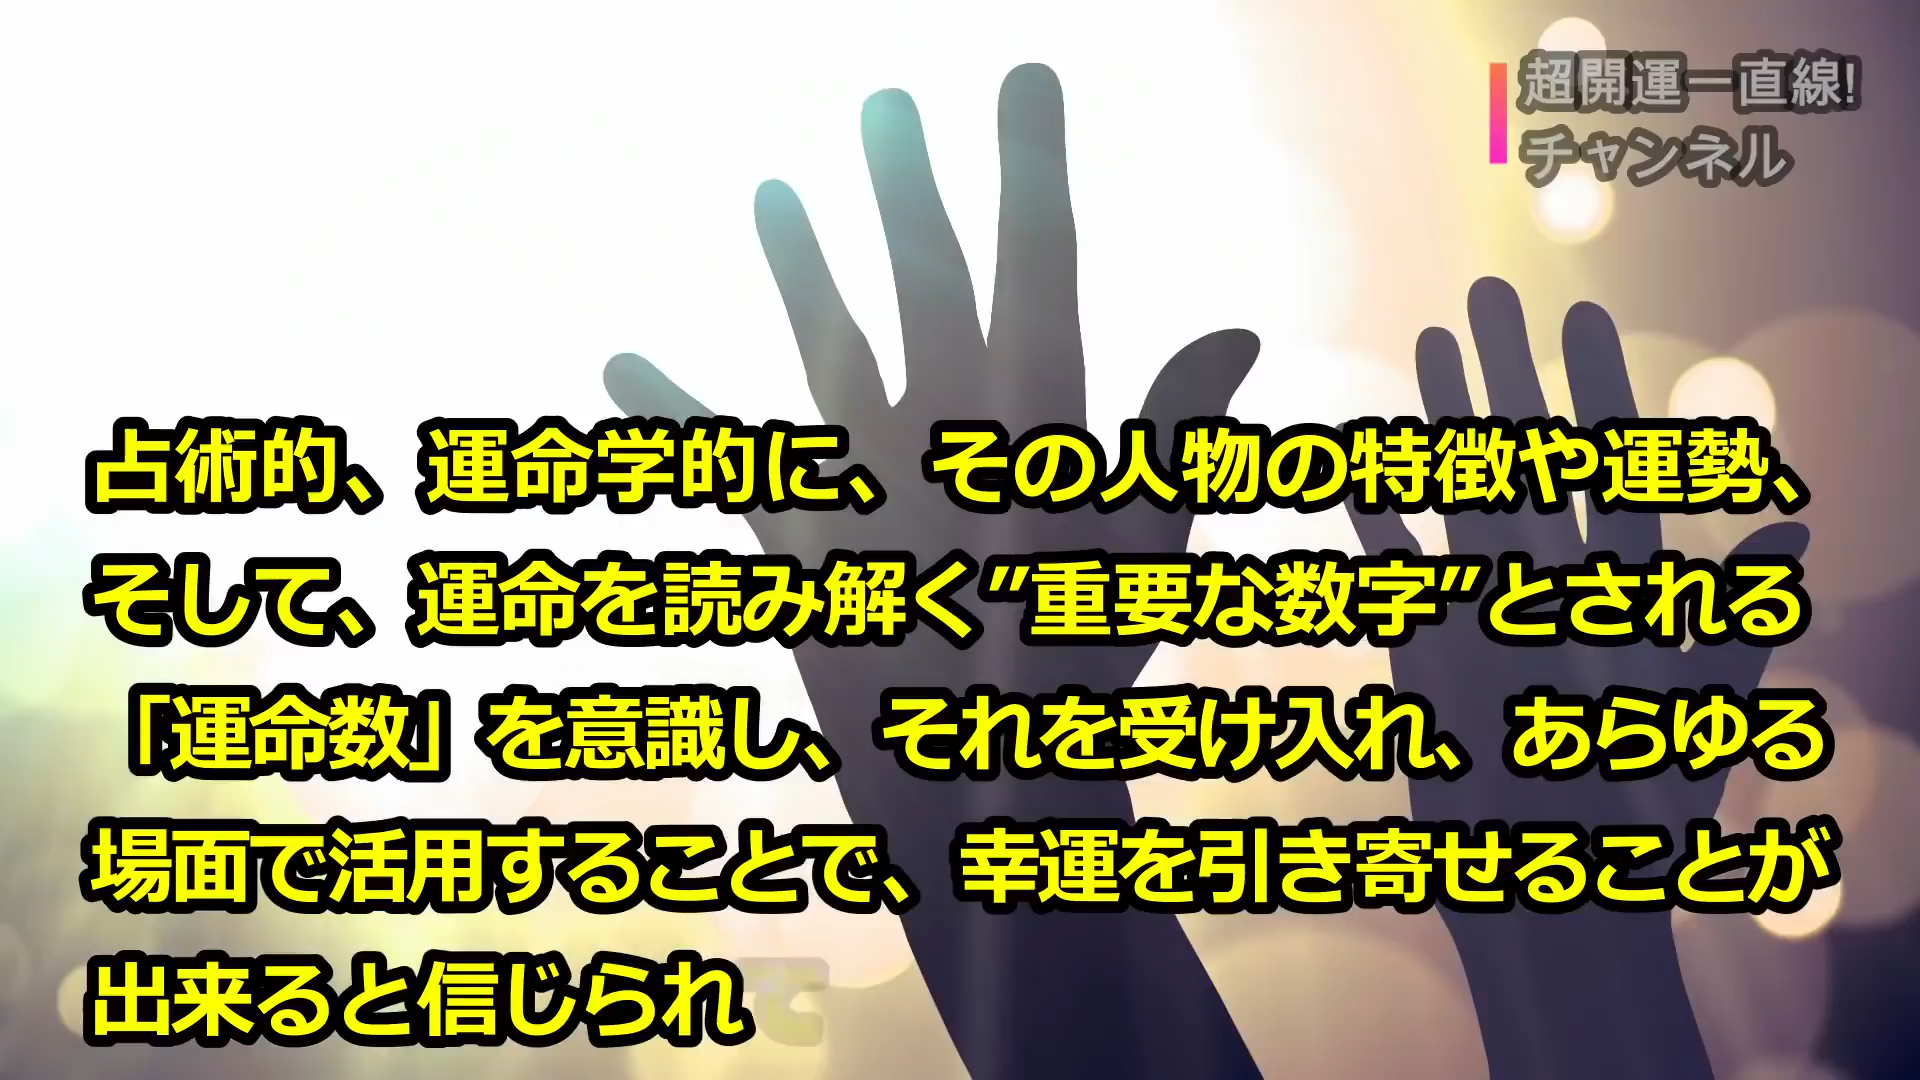 超開運一直線!
チャンネル
占術的、運命学的に、その人物の特徴や運勢、
そして、運命を読み解く”重要な数字”とされる
「運命数」を意識し、それを受け入れ、あらゆる
場面で活用することで、幸運を引き寄せることが
出来ると信じられて